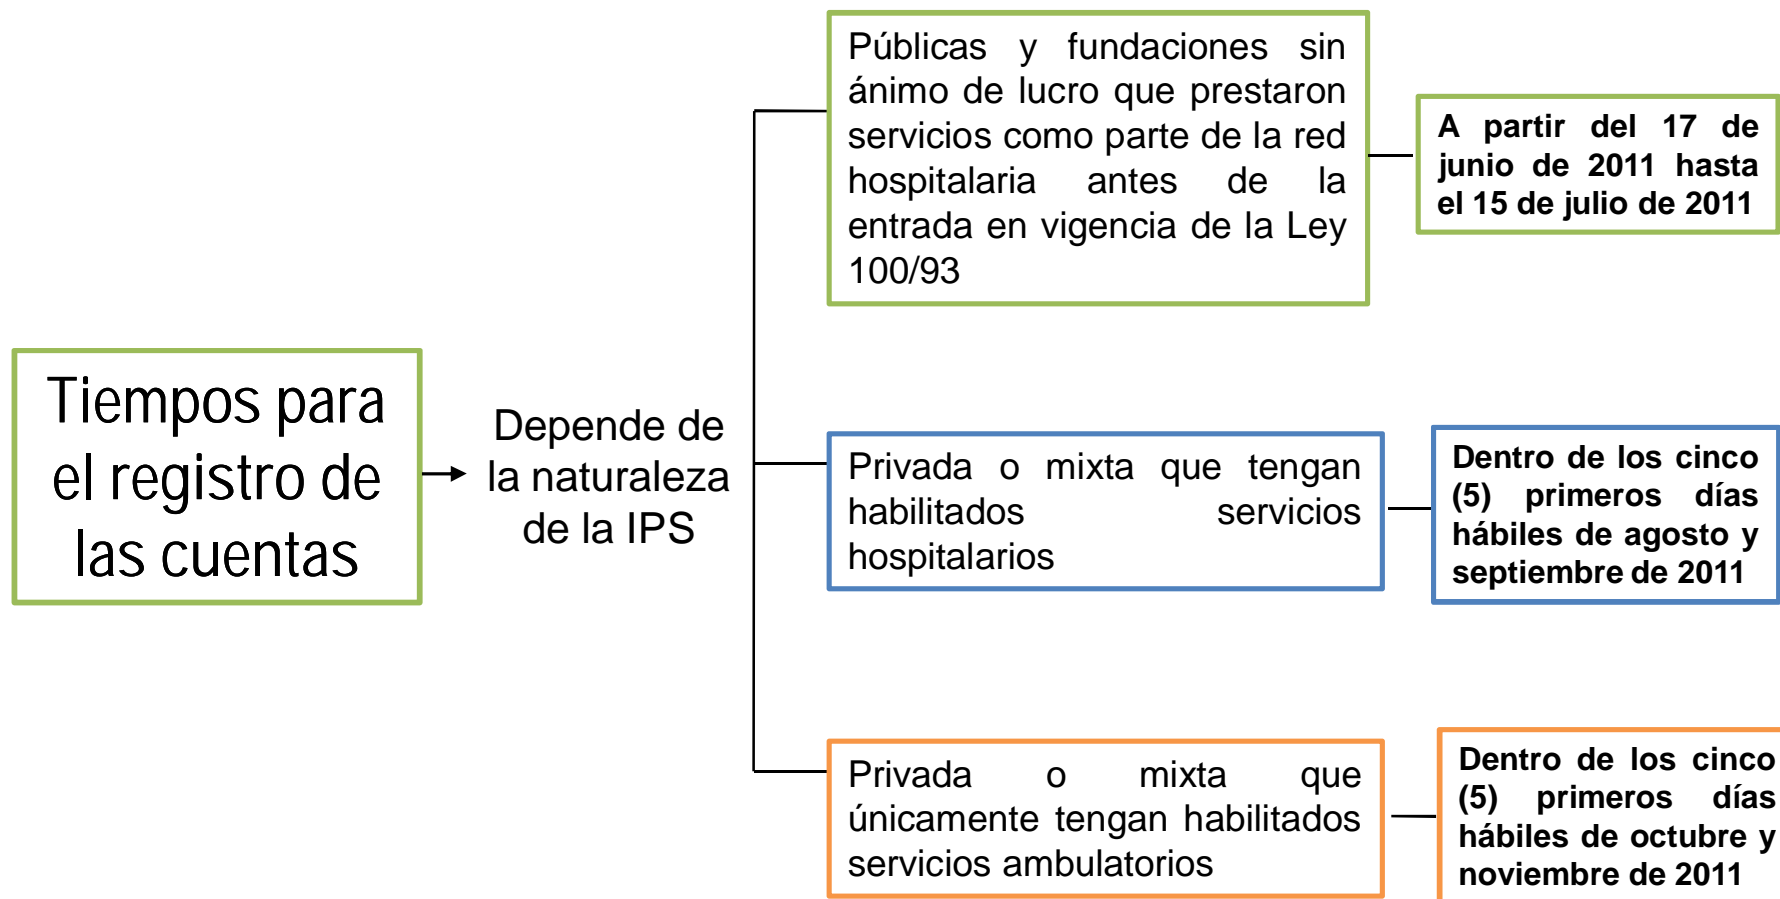 Tiempos para
el registro de
las cuentas
Depende de
la naturaleza
de la IPS
Públicas y fundaciones sin
ánimo de lucro que prestaron
servicios como parte de la red
hospitalaria antes de la
entrada en vigencia de la Ley
100/93
A partir del 17 de
junio de 2011 hasta
el 15 de julio de 2011
Privada o mixta que tengan
habilitados servicios
hospitalarios
Dentro de los cinco
(5) primeros días
hábiles de agosto y
septiembre de 2011
Privada o mixta que
únicamente tengan habilitados
servicios ambulatorios
Dentro de los cinco
(5) primeros días
hábiles de octubre y
noviembre de 2011